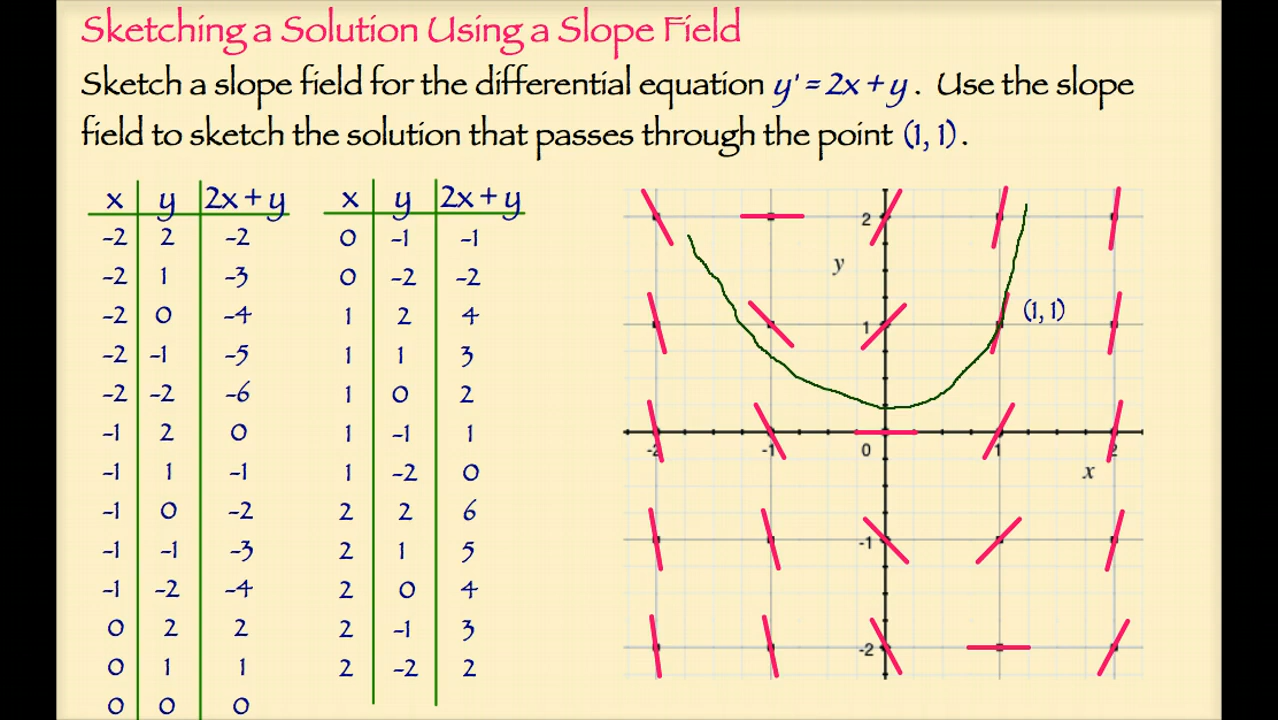 Sketching a Solution Using a Slope Field
Sketch a slope field for the differential equation y' = 2x + y. Use the slope
field to sketch the solution that passes through the point (1, 1).
x y 2x + y
-2 2 -2
-2 1 -3
-2 0 -4
-2 -1 -5
-2 -2 -6
-1 2 0
-1 1 -1
-1 0 -2
-1 -1 -3
-1 -2 -4
0 2 2
0 1 1
0 0 0
x y 2x + y
0 -1 -1
0 -2 -2
1 2 4
1 1 3
1 0 2
1 -1 1
1 -2 0
2 2 6
2 1 5
2 0 4
2 -1 3
2 -2 2
2
y
1 (1, 1)
-2 -1 0 1 2
x
-1
-2